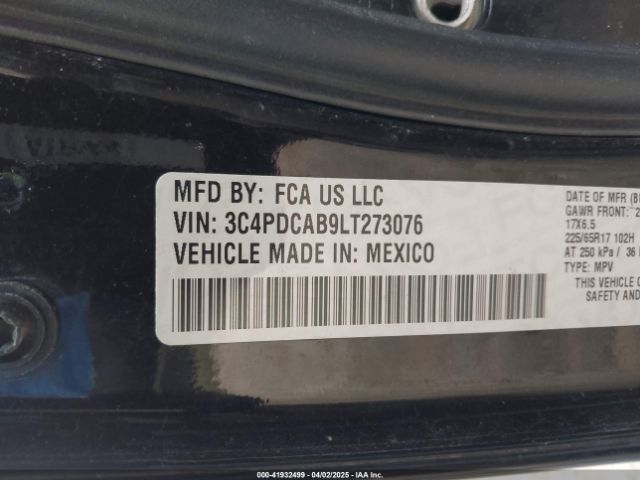 MFD BY: FCA US LLC
VIN: 3C4PDCAB9LT273076
VEHICLE MADE IN: MEXICO
DATE OF MFR
GAWR FRONT:
17X6.5
225/65R17 102H
AT 250 kPa / 36
TYPE: MPV
THIS VEHICLE
SAFETY AND
©-41932499 - 04/02/2025 - IAA Inc.